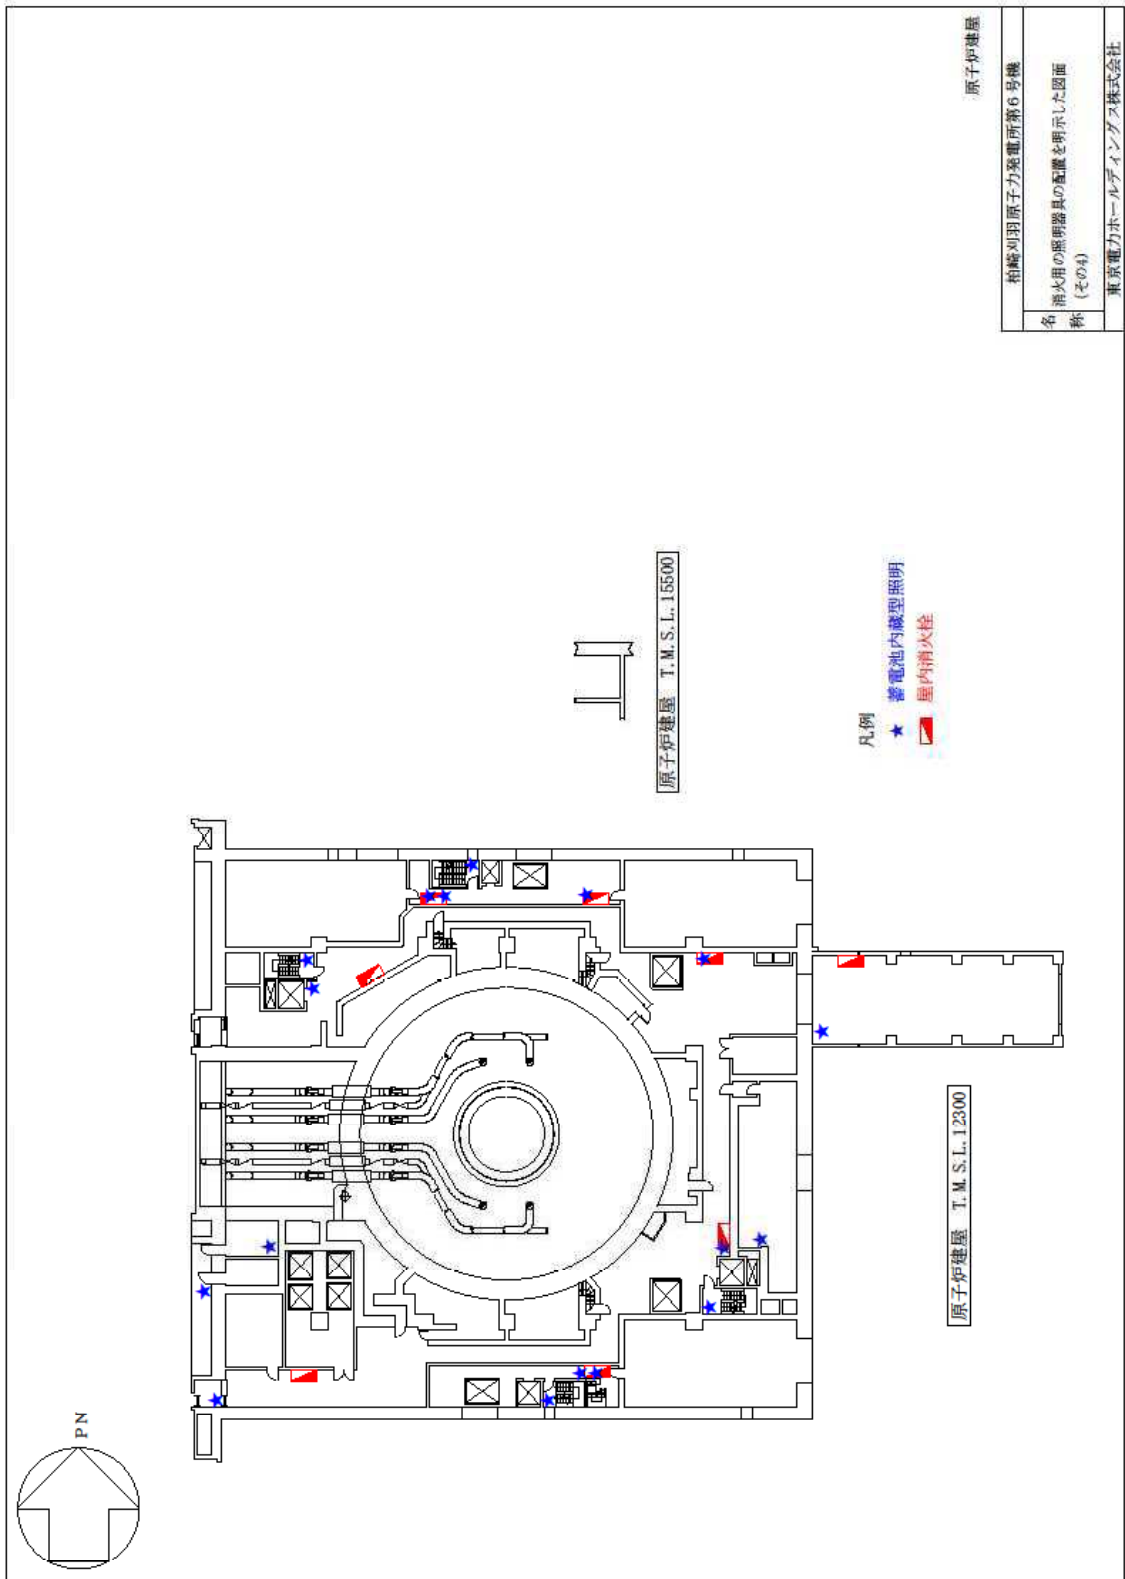 PN
原子炉建屋 T.M.S.L.12300
原子炉建屋 T.M.S.L.15500
凡例
★ 蓄電池内蔵型照明
屋内消火栓
原子炉建屋
柏崎刈羽原子力発電所第6号機
名称
消火用の照明器具の配置を明示した図面
(その4)
東京電力ホールディングス株式会社